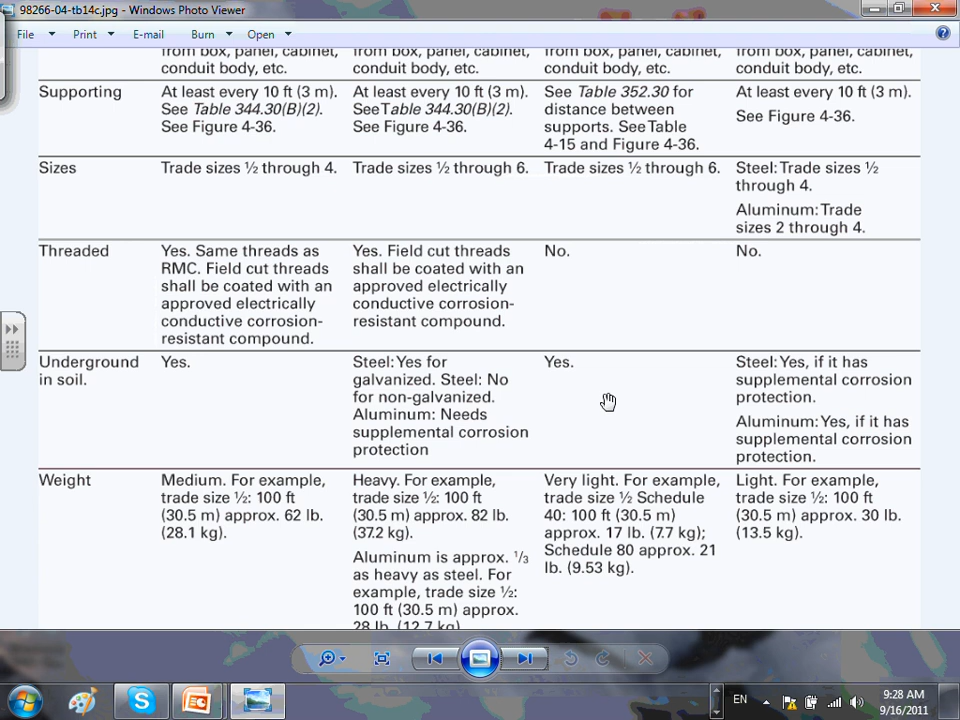 98266-04-tb14c.jpg - Windows Photo Viewer
File Print E-mail Burn Open
from box, panel, cabinet, from box, panel, cabinet, from box, panel, cabinet, from box, panel, cabinet,
conduit body, etc. conduit body, etc. conduit body, etc. conduit body, etc.
Supporting
At least every 10 ft (3 m).
See Table 344.30(B)(2).
See Figure 4-36.
At least every 10 ft (3 m).
See Table 344.30(B)(2).
See Figure 4-36.
See Table 352.30 for
distance between
supports. See Table
4-15 and Figure 4-36.
At least every 10 ft (3 m).
See Figure 4-36.
Sizes
Trade sizes ½ through 4.
Trade sizes ½ through 6.
Trade sizes ½ through 6.
Steel: Trade sizes ½
through 4.
Aluminum: Trade
sizes 2 through 4.
Threaded
Yes. Same threads as
RMC. Field cut threads
shall be coated with an
approved electrically
conductive corrosion-
resistant compound.
Yes. Field cut threads
shall be coated with an
approved electrically
conductive corrosion-
resistant compound.
No.
No.
Underground
in soil.
Yes.
Steel: Yes for
galvanized. Steel: No
for non-galvanized.
Aluminum: Needs
supplemental corrosion
protection
Yes.
Steel: Yes, if it has
supplemental corrosion
protection.
Aluminum: Yes, if it has
supplemental corrosion
protection.
Weight
Medium. For example,
trade size ½: 100 ft
(30.5 m) approx. 62 lb.
(28.1 kg).
Heavy. For example,
trade size ½: 100 ft
(30.5 m) approx. 82 lb.
(37.2 kg).
Aluminum is approx. 1/3
as heavy as steel. For
example, trade size ½:
100 ft (30.5 m) approx.
28 lb. (12.7 kg)
Very light. For example,
trade size ½ Schedule
40: 100 ft (30.5 m)
approx. 17 lb. (7.7 kg);
Schedule 80 approx. 21
lb. (9.53 kg).
Light. For example,
trade size ½: 100 ft
(30.5 m) approx. 30 lb.
(13.5 kg).
EN
9:28 AM
9/16/2011